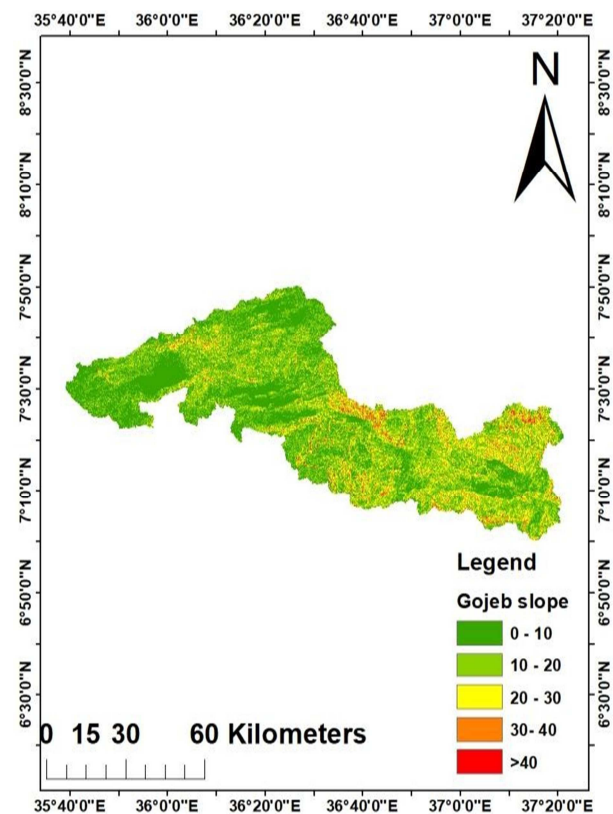 35°40'0"E 36°0'0"E 36°20'0"E 36°40'0"E 37°0'0"E 37°20'0"E
8°30'0"N 8°30'0"N
N
8°10'0"N 8°10'0"N
7°50'0"N 7°50'0"N
7°30'0"N 7°30'0"N
7°10'0"N 7°10'0"N
6°50'0"N 6°50'0"N
6°30'0"N 6°30'0"N
Legend
Gojeb slope
0 - 10
10 - 20
20 - 30
30- 40
>40
0 15 30 60 Kilometers
35°40'0"E 36°0'0"E 36°20'0"E 36°40'0"E 37°0'0"E 37°20'0"E